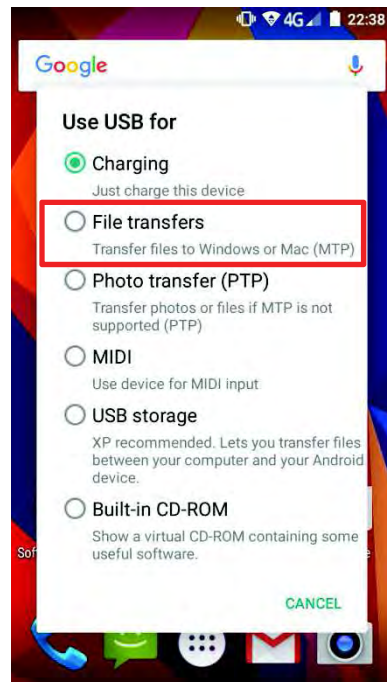 4G 22:38
Google
Use USB for
Charging
Just charge this device
File transfers
Transfer files to Windows or Mac (MTP)
Photo transfer (PTP)
Transfer photos or files if MTP is not
supported (PTP)
MIDI
Use device for MIDI input
USB storage
XP recommended. Lets you transfer files
between your computer and your Android
device.
Built-in CD-ROM
Show a virtual CD-ROM containing some
useful software.
CANCEL